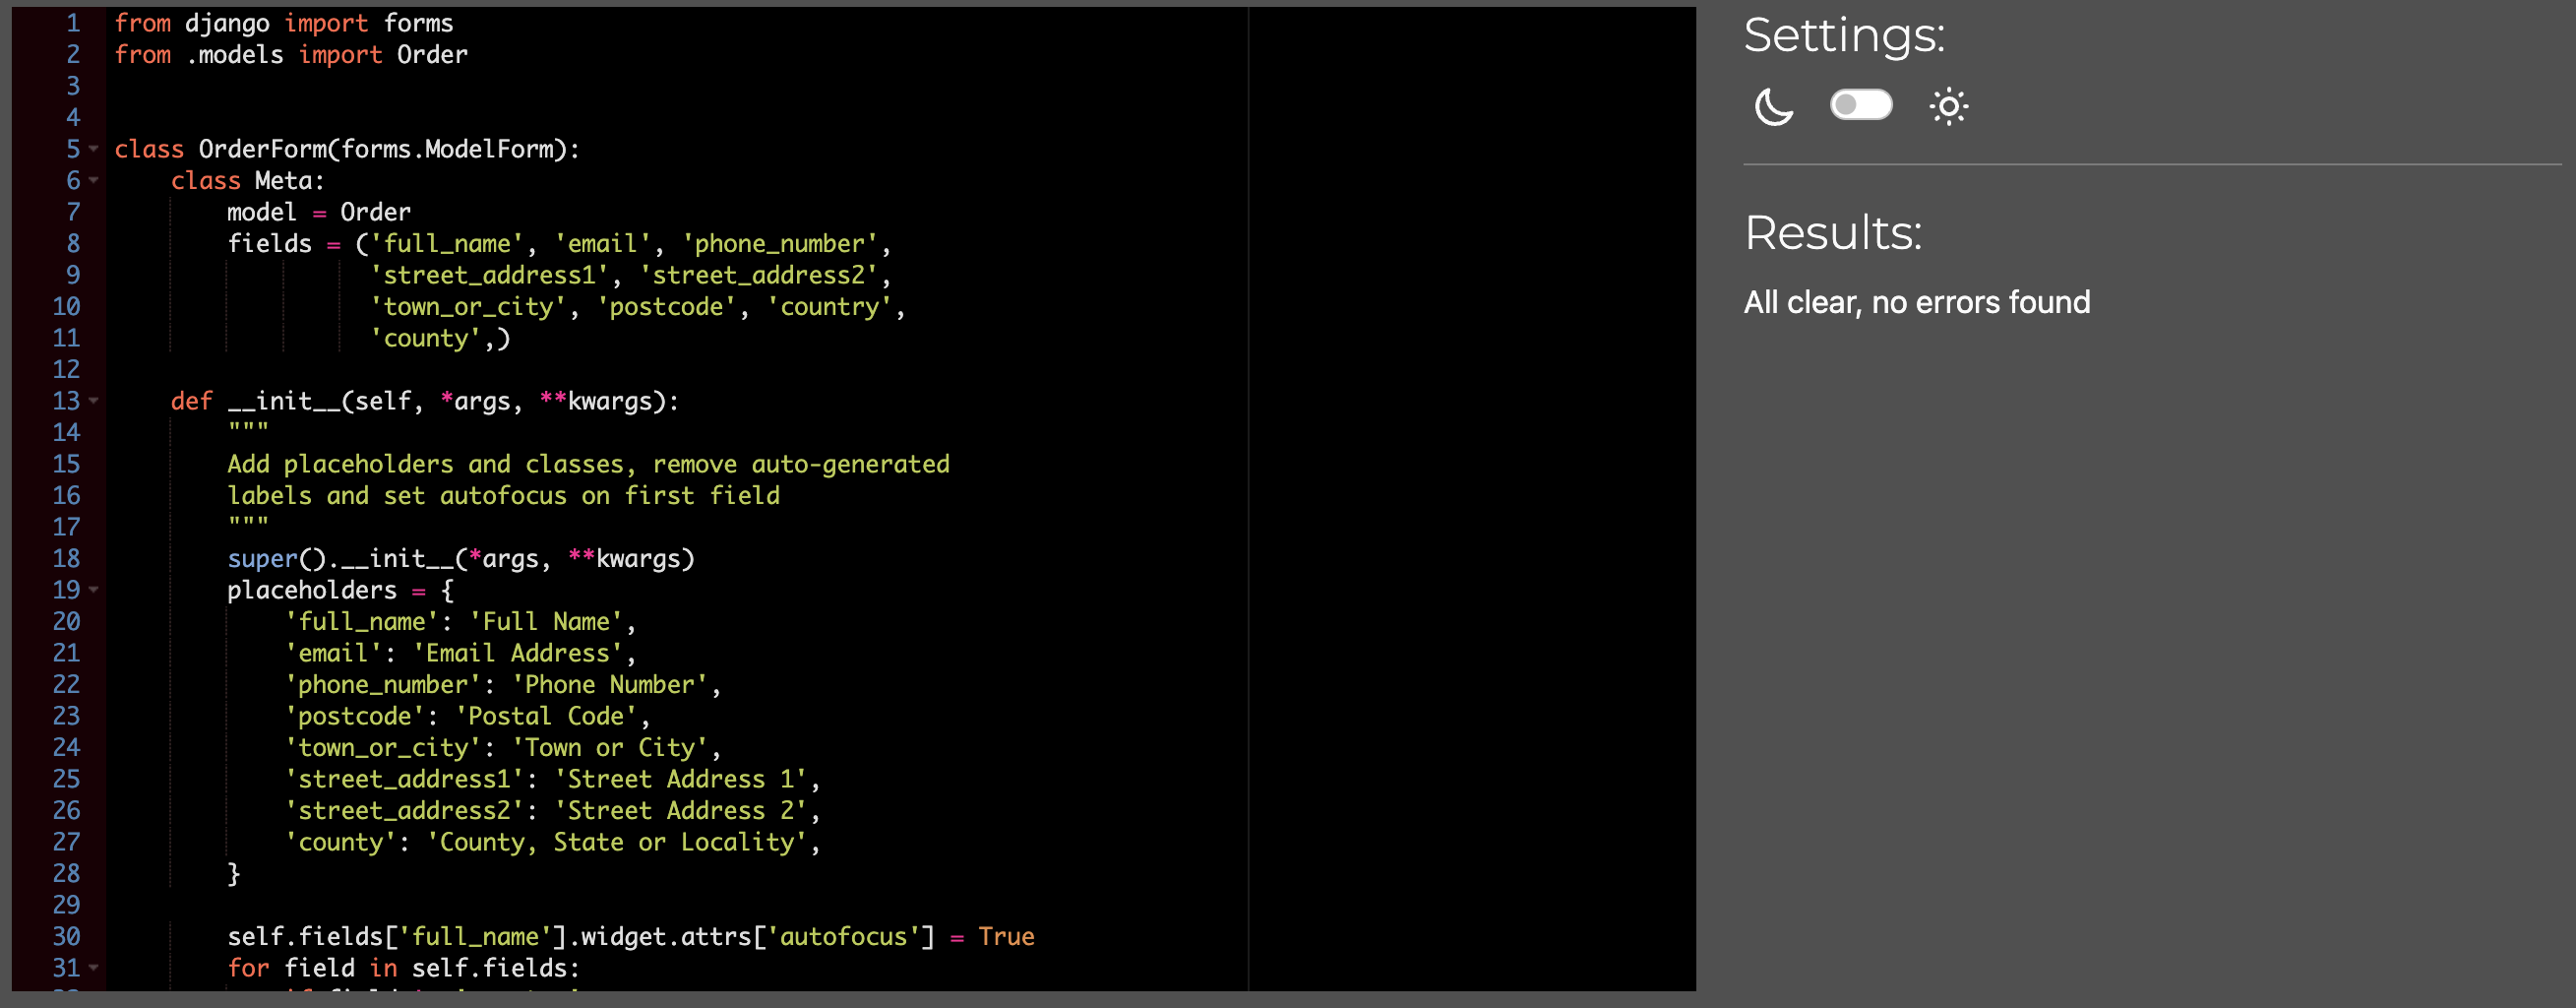 1 from django import forms
2 from .models import Order
3
4
5 class OrderForm(forms.ModelForm):
6     class Meta:
7         model = Order
8         fields = ('full_name', 'email', 'phone_number',
9                   'street_address1', 'street_address2',
10                   'town_or_city', 'postcode', 'country',
11                   'county',)
12
13     def __init__(self, *args, **kwargs):
14         """
15         Add placeholders and classes, remove auto-generated
16         labels and set autofocus on first field
17         """
18         super().__init__(*args, **kwargs)
19         placeholders = {
20             'full_name': 'Full Name',
21             'email': 'Email Address',
22             'phone_number': 'Phone Number',
23             'postcode': 'Postal Code',
24             'town_or_city': 'Town or City',
25             'street_address1': 'Street Address 1',
26             'street_address2': 'Street Address 2',
27             'county': 'County, State or Locality',
28         }
29
30         self.fields['full_name'].widget.attrs['autofocus'] = True
31         for field in self.fields:
Settings:
Results:
All clear, no errors found